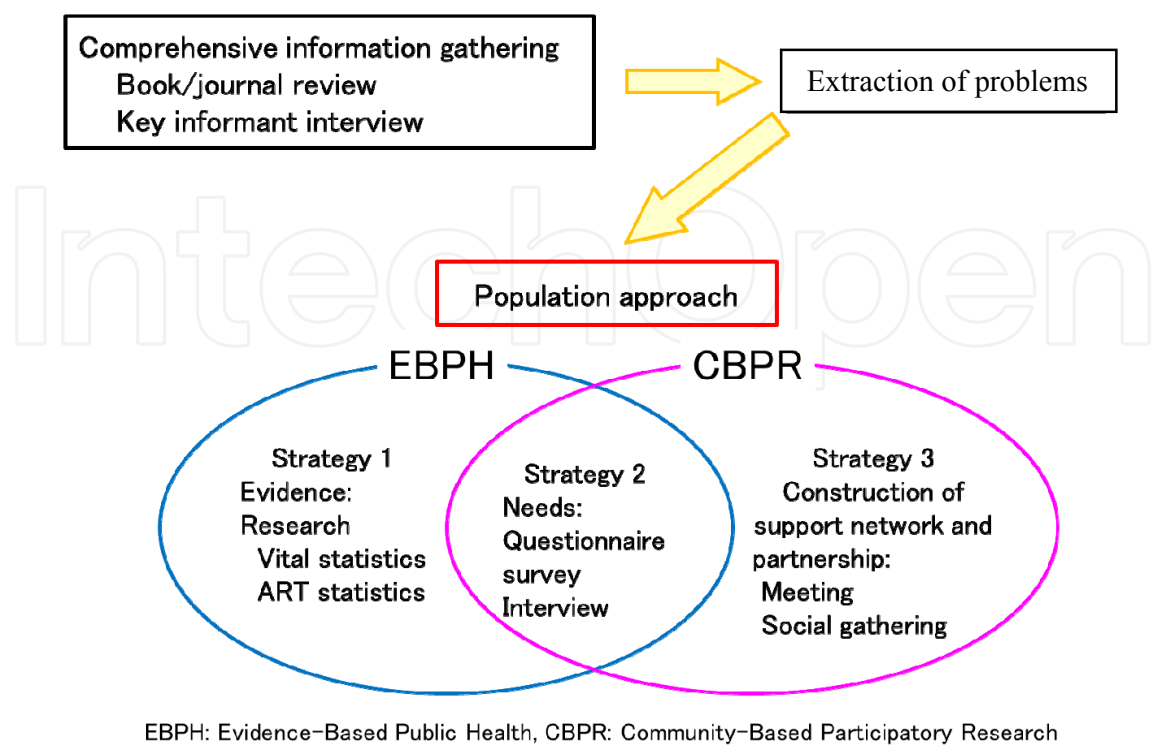 Comprehensive information gathering
Book/journal review
Key informant interview
Extraction of problems
IntechOpen
Population approach
EBPH
CBPR
Strategy 1
Evidence:
Research
Vital statistics
ART statistics
Strategy 2
Needs:
Questionnaire
survey
Interview
Strategy 3
Construction of
support network and
partnership:
Meeting
Social gathering
EBPH: Evidence-Based Public Health, CBPR: Community-Based Participatory Research